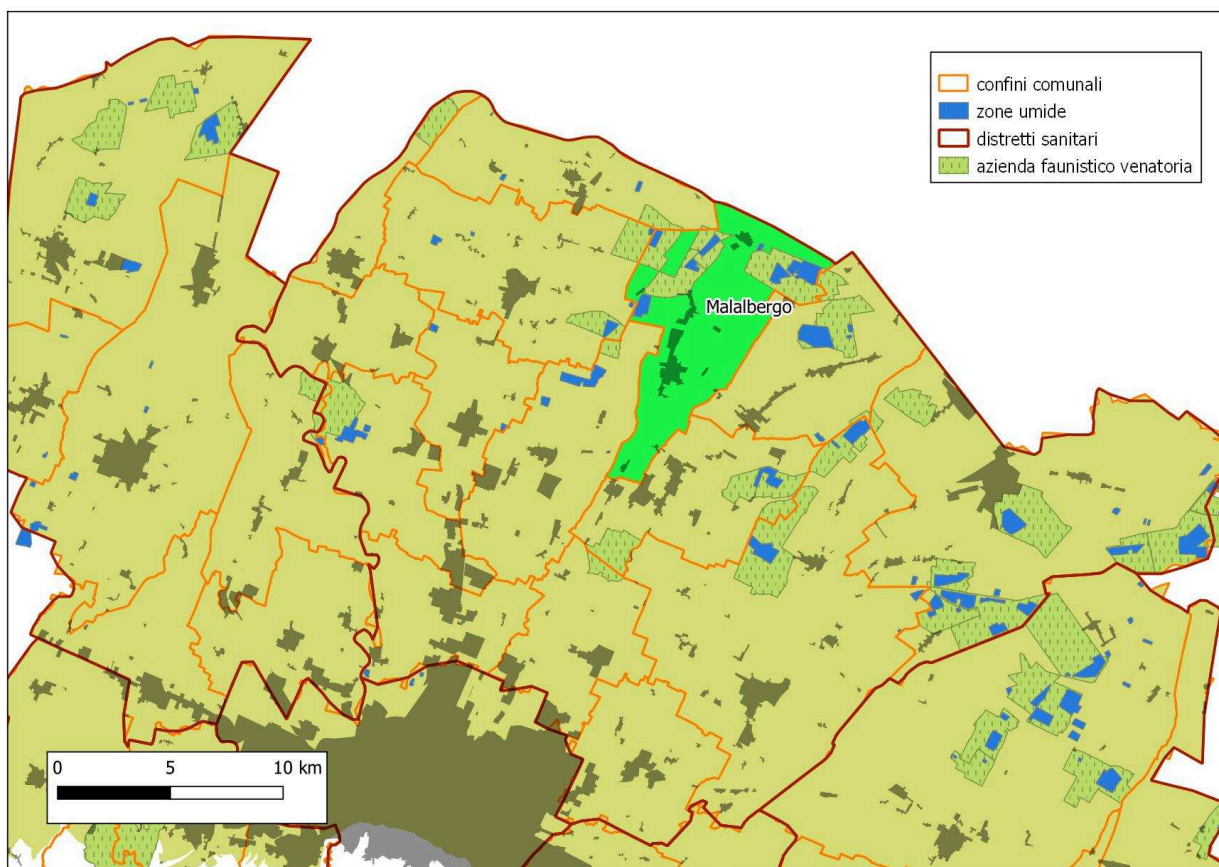 confini comunali
zone umide
distretti sanitari
azienda faunistico venatoria
Malalbergo
0 5 10 km